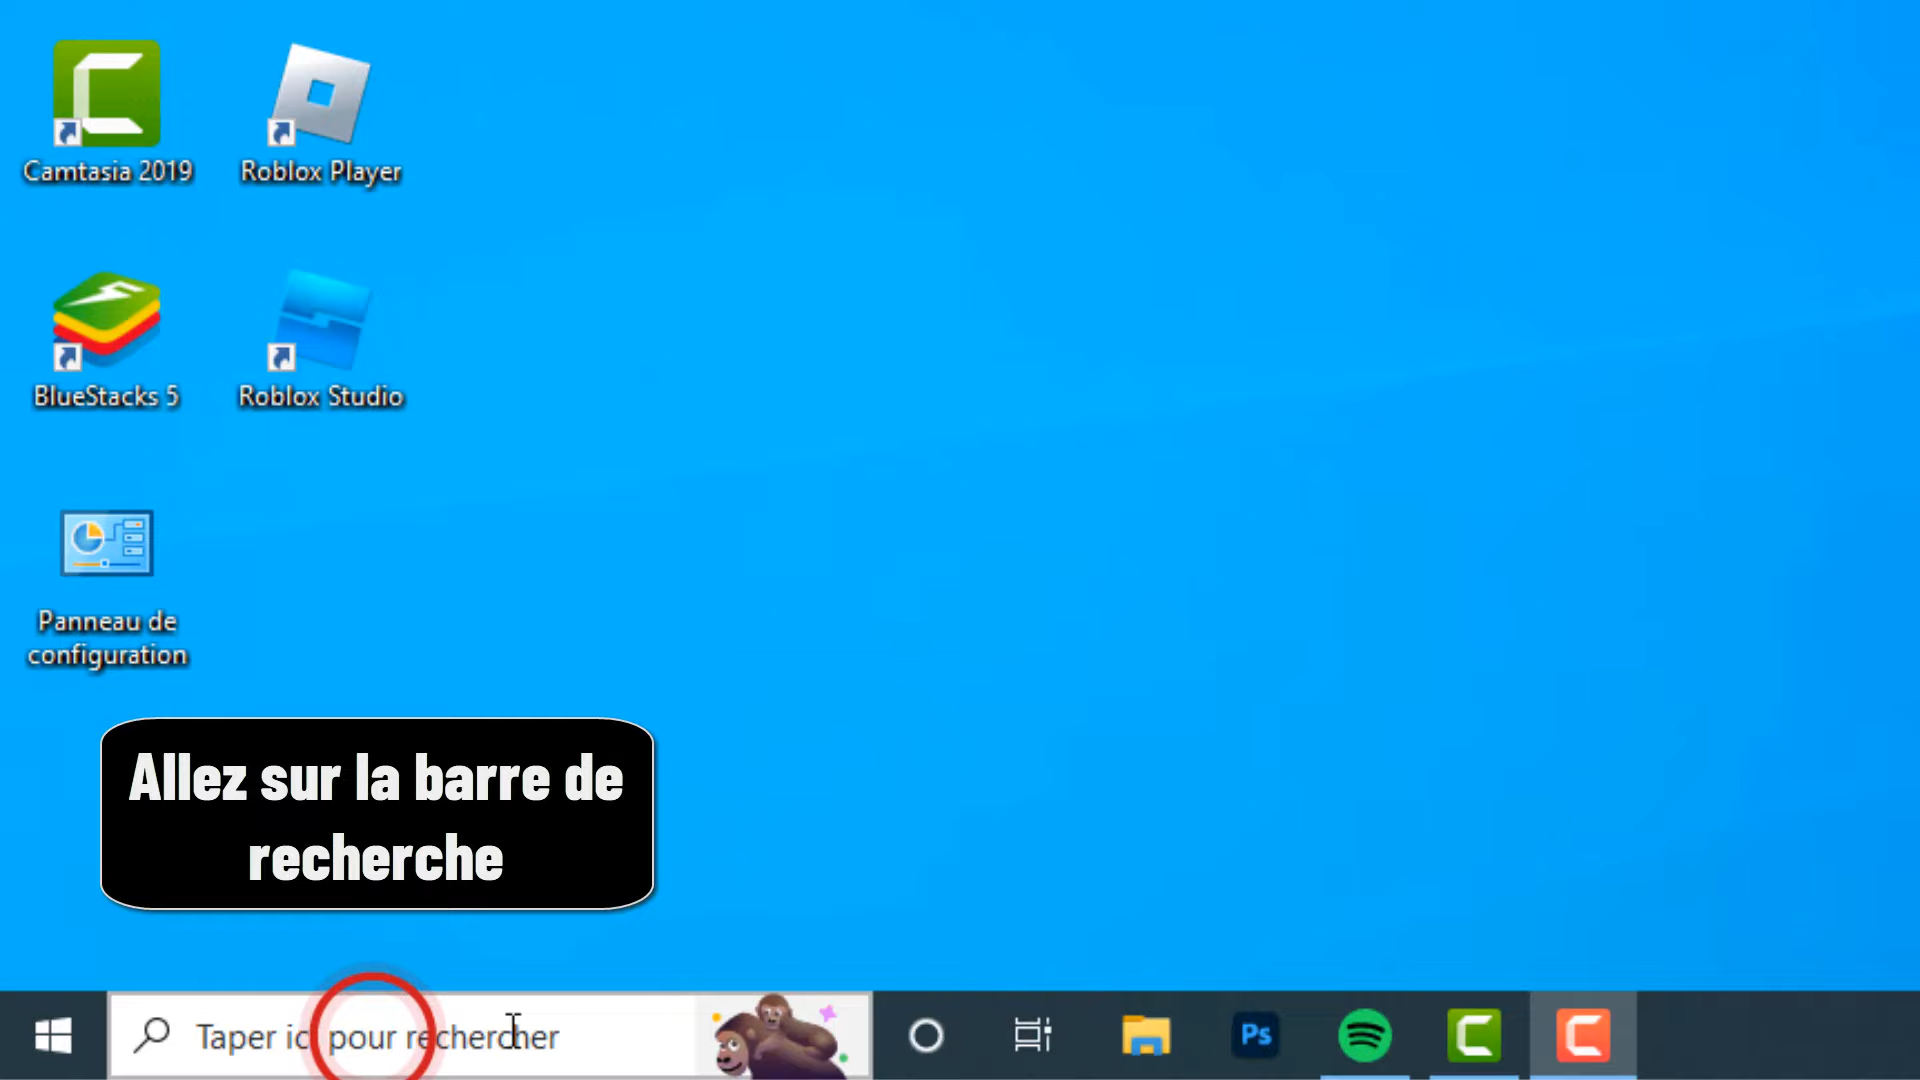 Camtasia 2019
Roblox Player
BlueStacks 5
Roblox Studio
Panneau de
configuration
Allez sur la barre de
recherche
Taper ici pour rechercher
Ps